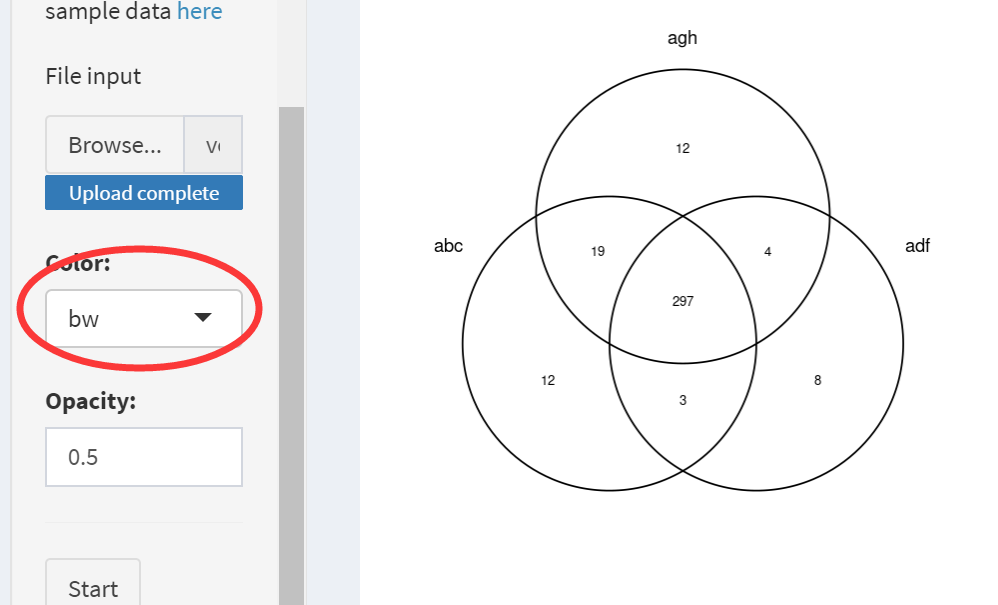 sample data here
File input
Browse...
Upload complete
Color:
bw
Opacity:
0.5
Start
agh
12
abc
19
4
adf
297
12
8
3